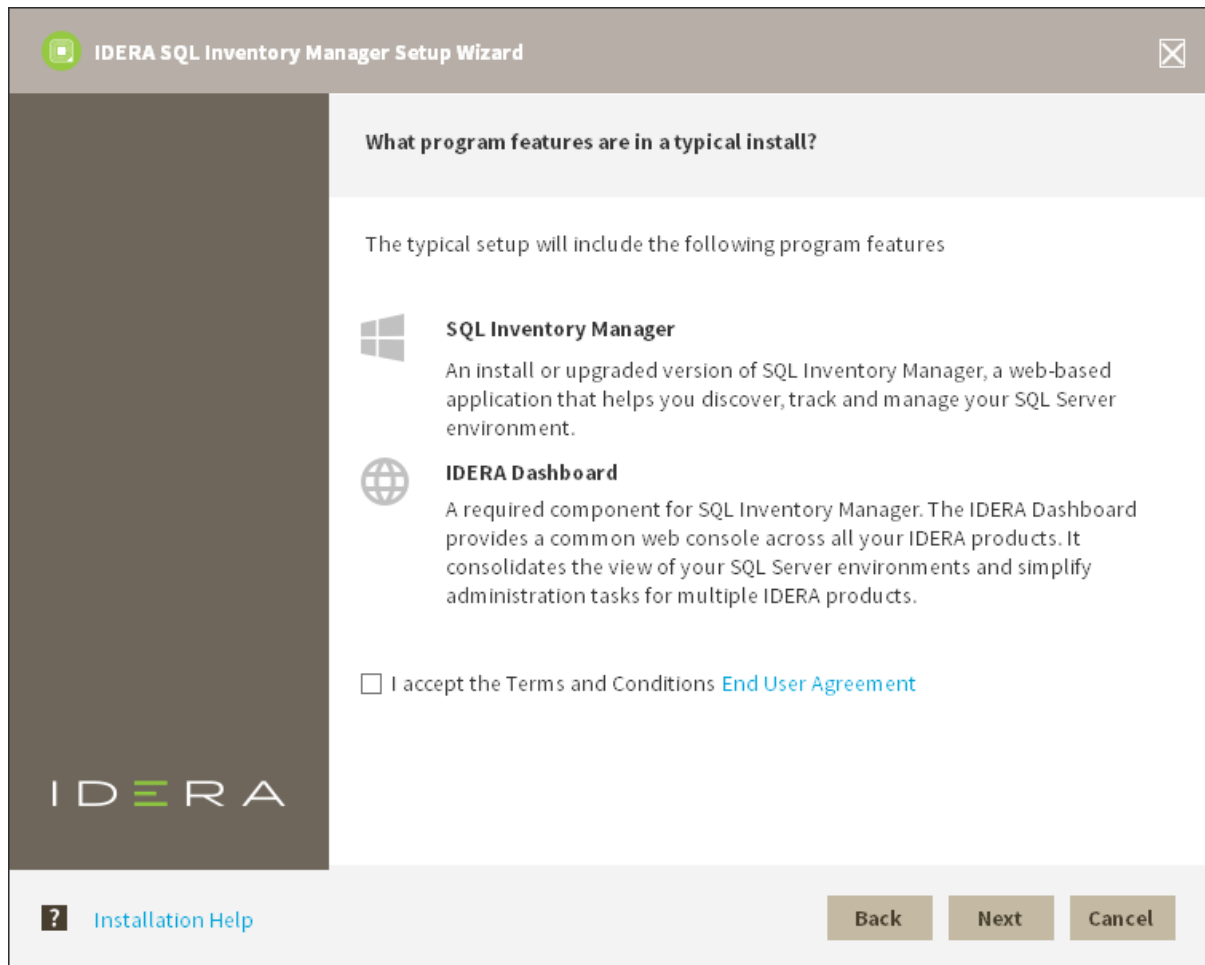 IDERA SQL Inventory Manager Setup Wizard
What program features are in a typical install?
The typical setup will include the following program features
SQL Inventory Manager
An install or upgraded version of SQL Inventory Manager, a web-based
application that helps you discover, track and manage your SQL Server
environment.
IDERA Dashboard
A required component for SQL Inventory Manager. The IDERA Dashboard
provides a common web console across all your IDERA products. It
consolidates the view of your SQL Server environments and simplify
administration tasks for multiple IDERA products.
I accept the Terms and Conditions End User Agreement
IDERA
? Installation Help
Back Next Cancel